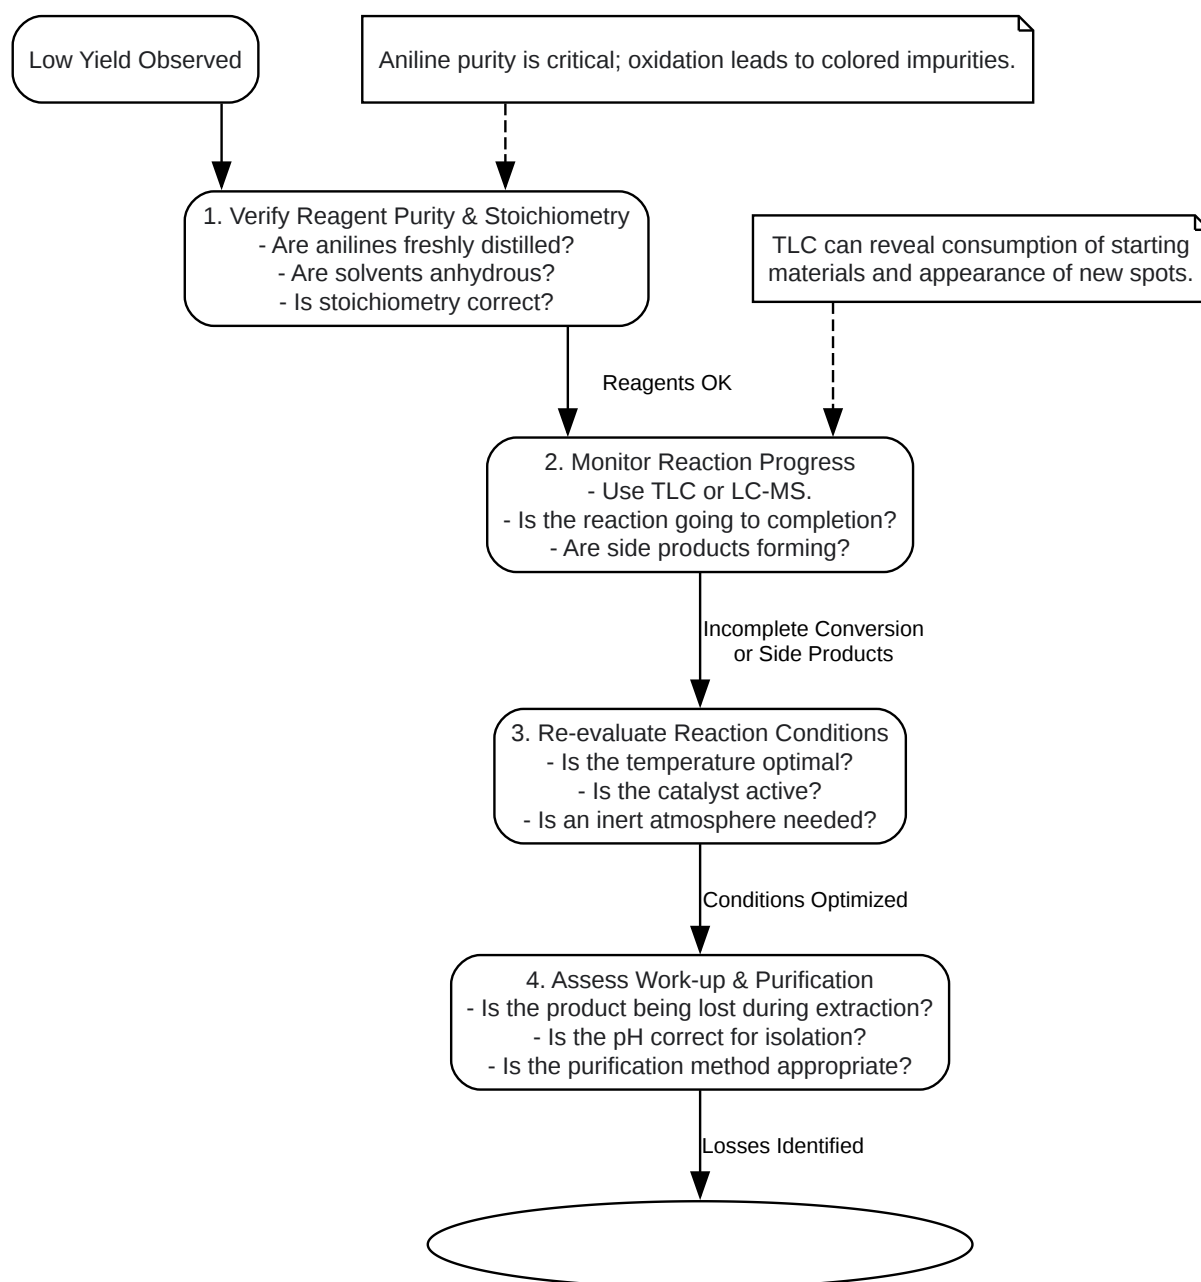 Low Yield Observed
Aniline purity is critical; oxidation leads to colored impurities.
1. Verify Reagent Purity & Stoichiometry
- Are anilines freshly distilled?
- Are solvents anhydrous?
- Is stoichiometry correct?
TLC can reveal consumption of starting
materials and appearance of new spots.
Reagents OK
2. Monitor Reaction Progress
- Use TLC or LC-MS.
- Is the reaction going to completion?
- Are side products forming?
Incomplete Conversion
or Side Products
3. Re-evaluate Reaction Conditions
- Is the temperature optimal?
- Is the catalyst active?
- Is an inert atmosphere needed?
Conditions Optimized
4. Assess Work-up & Purification
- Is the product being lost during extraction?
- Is the pH correct for isolation?
- Is the purification method appropriate?
Losses Identified